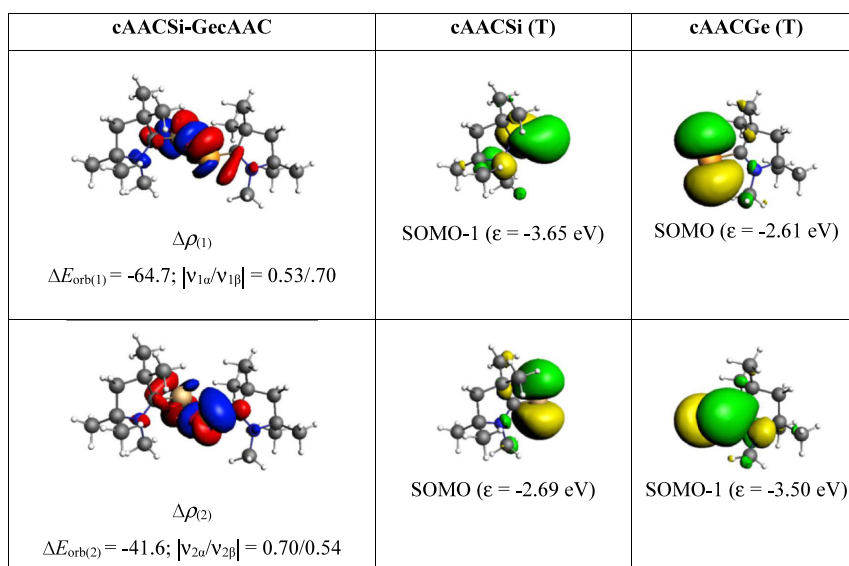 cAACSi-GecAAC cAACSi (T) cAACGe (T)
Δρ(1)
ΔEorb(1) = -64.7; |ν1α/ν1β| = 0.53/.70
SOMO-1 (ε = -3.65 eV)
SOMO (ε = -2.61 eV)
Δρ(2)
ΔEorb(2) = -41.6; |ν2α/ν2β| = 0.70/0.54
SOMO (ε = -2.69 eV)
SOMO-1 (ε = -3.50 eV)